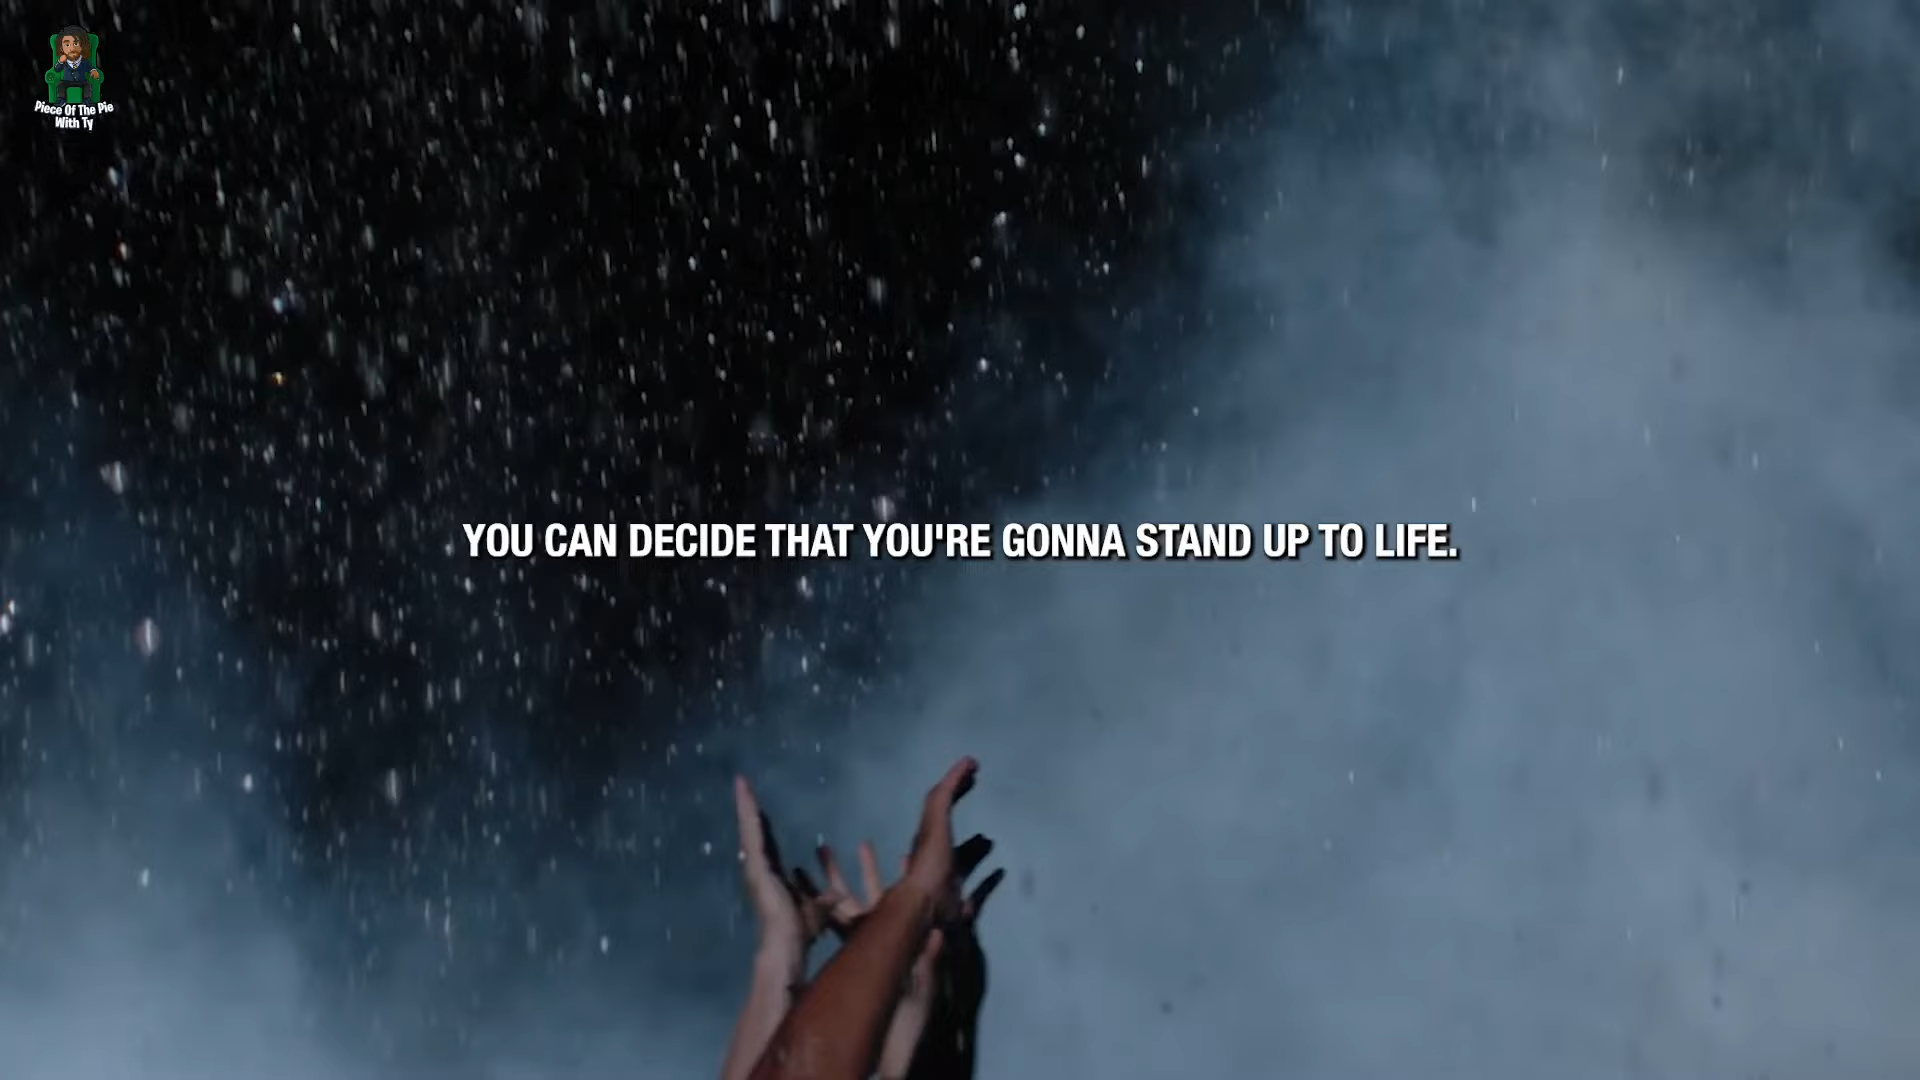 Piece Of The Pie
With Ty
YOU CAN DECIDE THAT YOU'RE GONNA STAND UP TO LIFE.